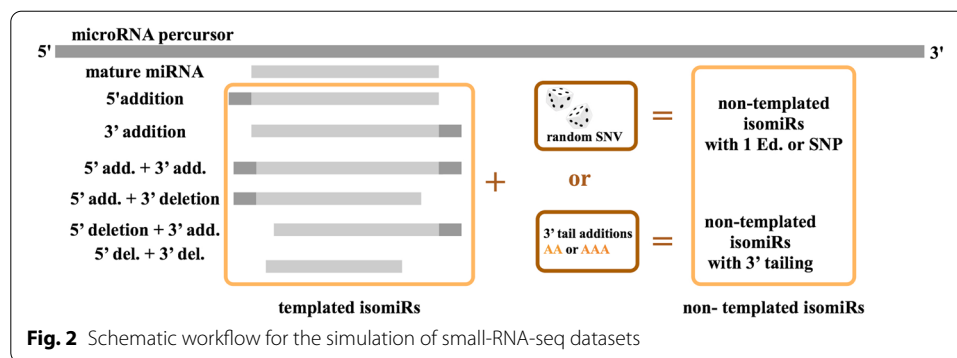 microRNA percursor
5' 3'
mature miRNA
5'addition
3' addition
5' add. + 3' add.
5' add. + 3' deletion
5' deletion + 3' add.
5' del. + 3' del.
templated isomiRs
+
random SNV
or
3' tail additions
AA or AAA
=
non-templated
isomiRs
with 1 Ed. or SNP
=
non-templated
isomiRs
with 3' tailing
non- templated isomiRs
Fig. 2 Schematic workflow for the simulation of small-RNA-seq datasets